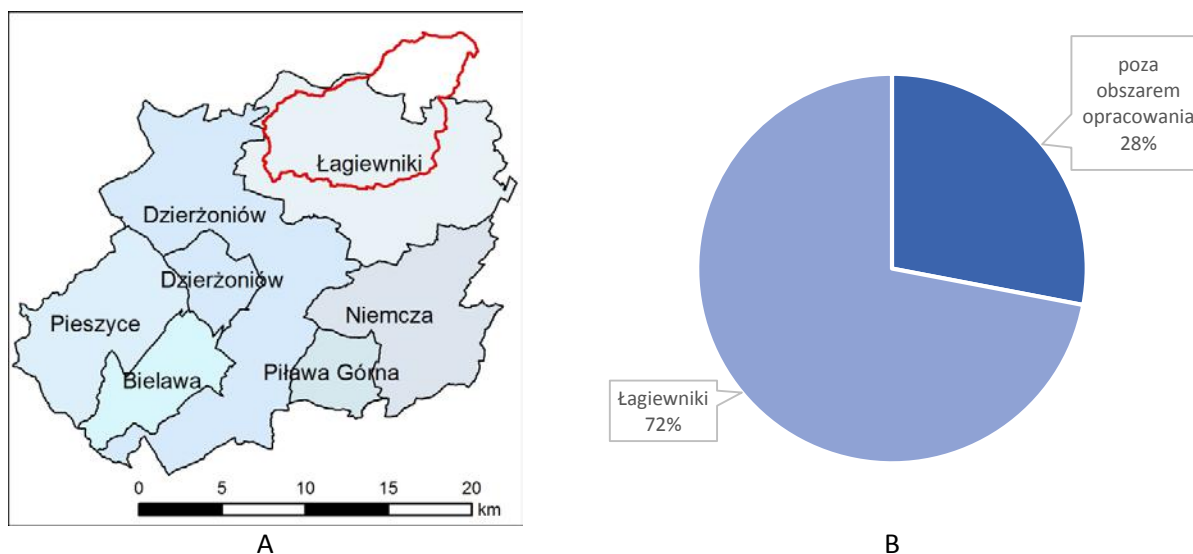 Łagiewniki
Dzierżoniów
Dzierżoniów
Pieszyce
Niemcza
Bielawa
Piława Górna
0 5 10 15 20
km
A
poza
obszarem
opracowania
28%
Łagiewniki
72%
B